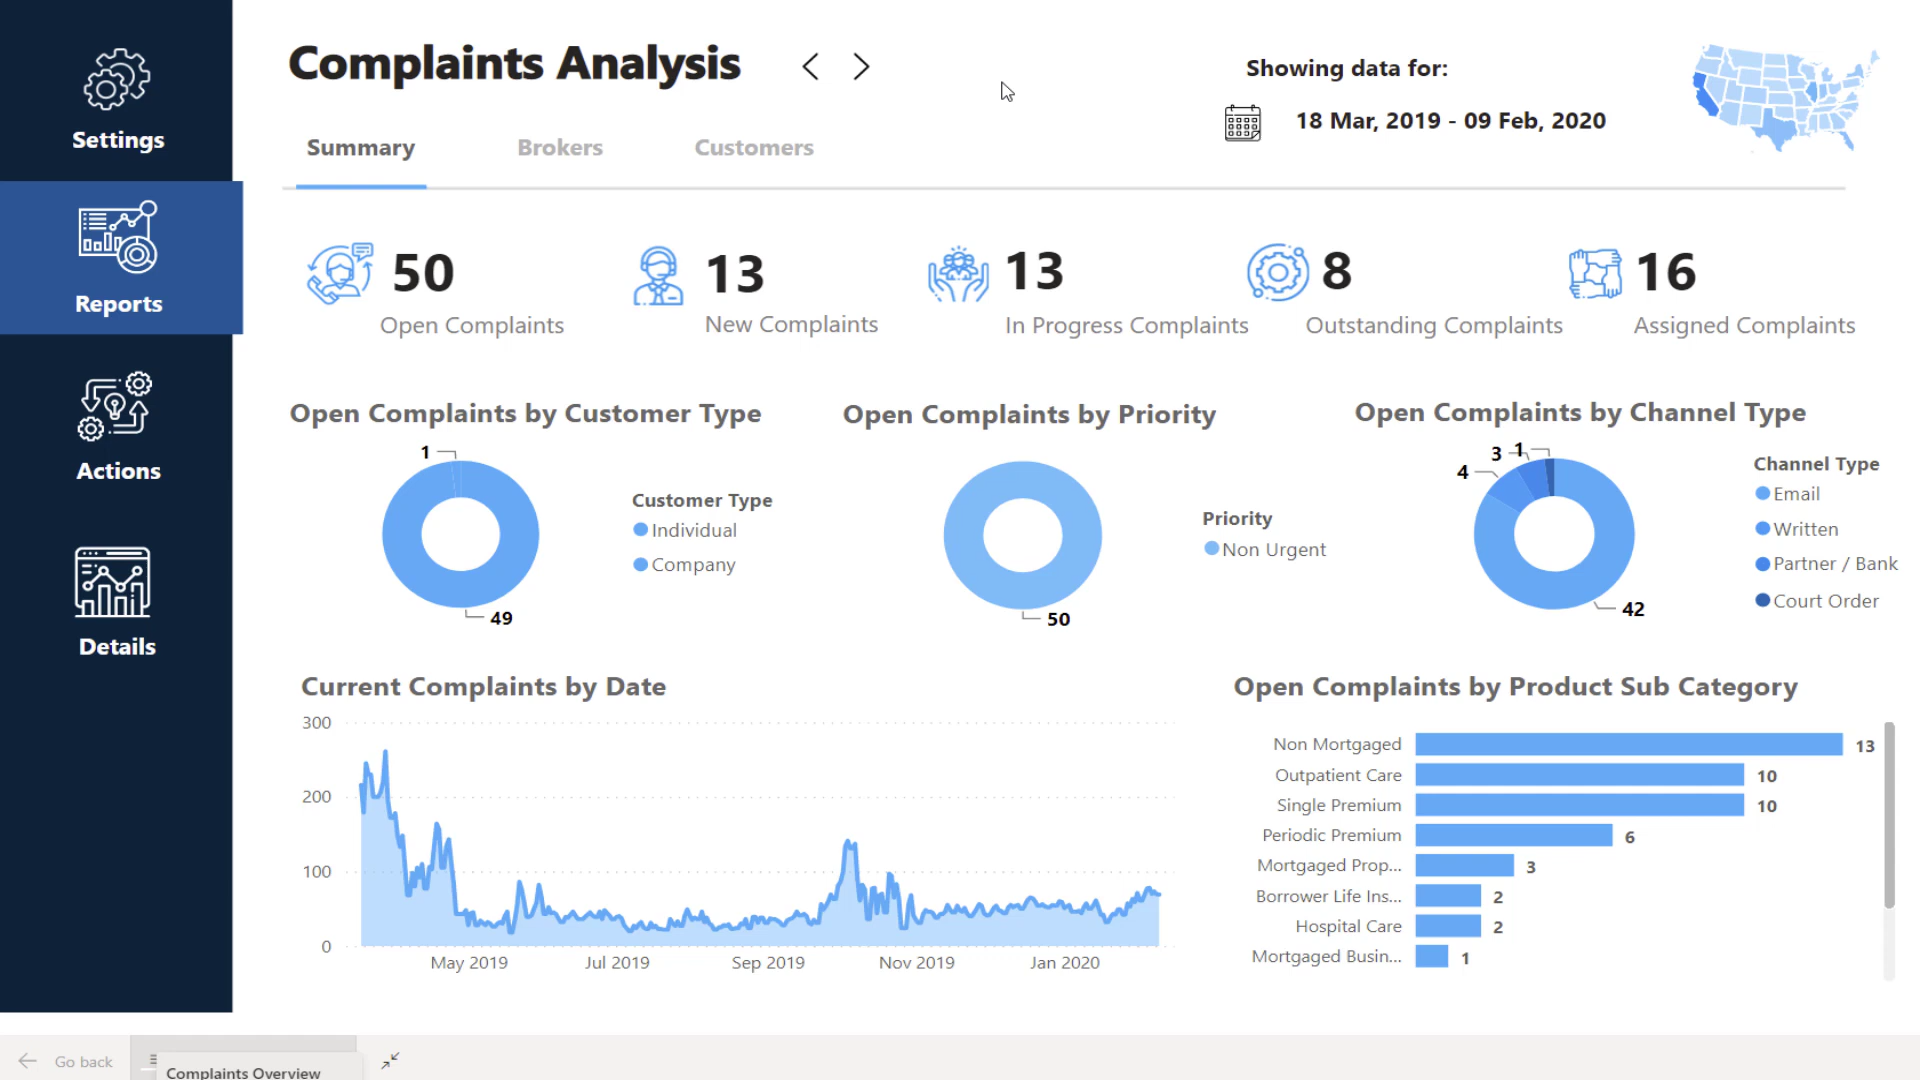 Settings
Reports
Actions
Details
Complaints Analysis
Showing data for:
18 Mar, 2019 - 09 Feb, 2020
Summary
Brokers
Customers
50
Open Complaints
13
New Complaints
13
In Progress Complaints
8
Outstanding Complaints
16
Assigned Complaints
Open Complaints by Customer Type
1
49
Customer Type
Individual
Company
Open Complaints by Priority
50
Priority
Non Urgent
Open Complaints by Channel Type
4
3
1
42
Channel Type
Email
Written
Partner / Bank
Court Order
Current Complaints by Date
300
200
100
0
May 2019
Jul 2019
Sep 2019
Nov 2019
Jan 2020
Open Complaints by Product Sub Category
Non Mortgaged 13
Outpatient Care 10
Single Premium 10
Periodic Premium 6
Mortgaged Prop... 3
Borrower Life Ins... 2
Hospital Care 2
Mortgaged Busin... 1
Go back
Complaints Overview